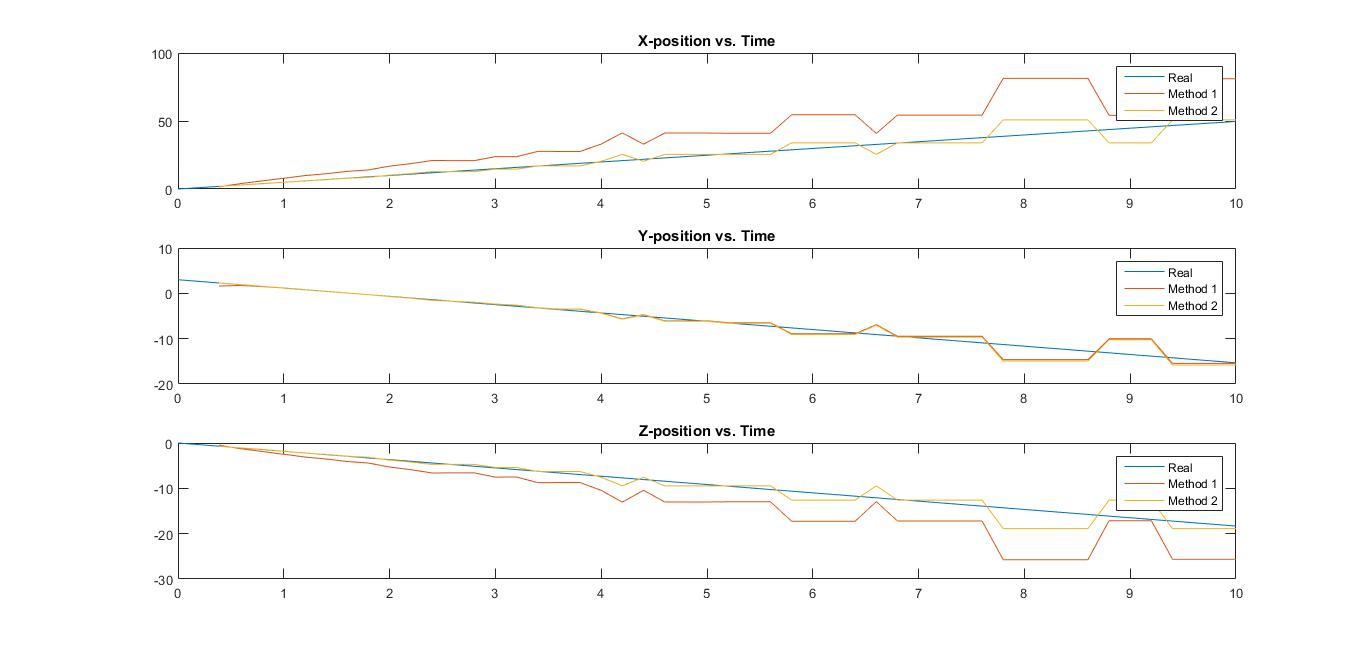 X-position vs. Time
100
50
0
0 1 2 3 4 5 6 7 8 9 10
Real
Method 1
Method 2
Y-position vs. Time
10
0
-10
-20
0 1 2 3 4 5 6 7 8 9 10
Real
Method 1
Method 2
Z-position vs. Time
0
-10
-20
-30
0 1 2 3 4 5 6 7 8 9 10
Real
Method 1
Method 2